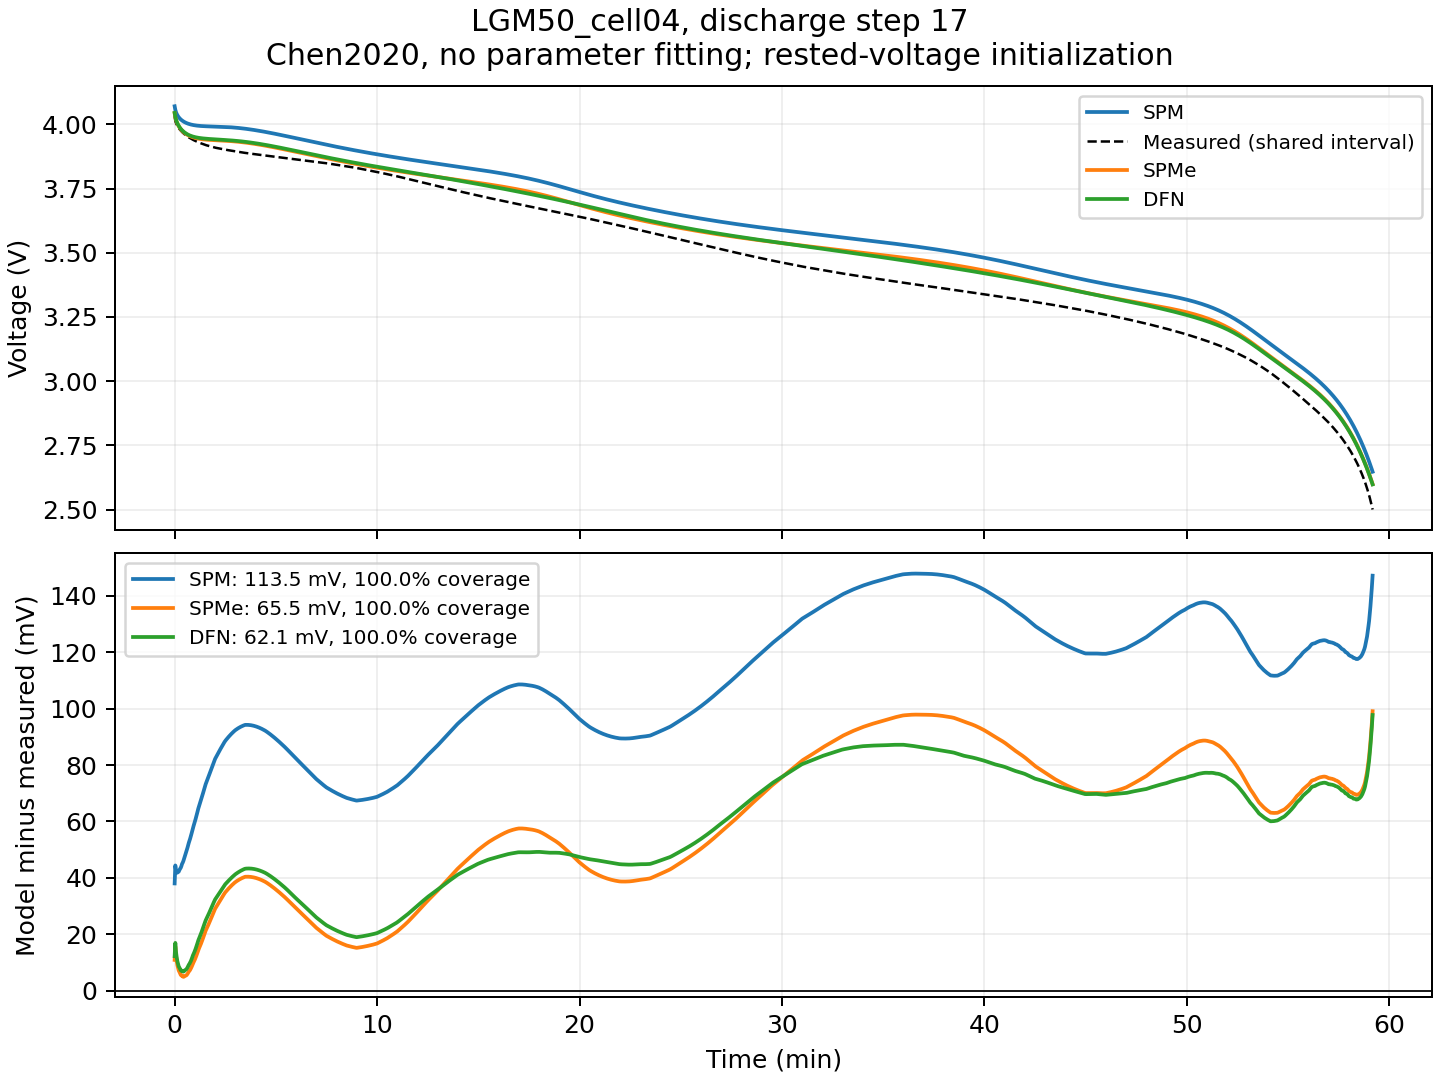 LGM50_cell04, discharge step 17
Chen2020, no parameter fitting; rested-voltage initialization
Voltage (V)
4.00
3.75
3.50
3.25
3.00
2.75
2.50
SPM
Measured (shared interval)
SPMe
DFN
Model minus measured (mV)
140
120
100
80
60
40
20
0
SPM: 113.5 mV, 100.0% coverage
SPMe: 65.5 mV, 100.0% coverage
DFN: 62.1 mV, 100.0% coverage
0
10
20
30
40
50
60
Time (min)